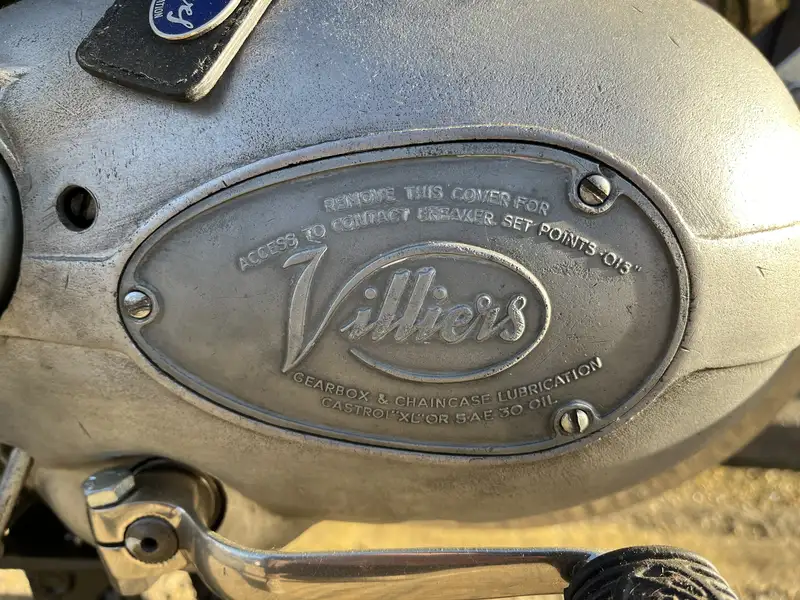 REMOVE THIS COVER FOR
ACCESS TO CONTACT BREAKER. SET POINTS ·015"
Villiers
GEARBOX & CHAINCASE LUBRICATION
CASTROL "XL" OR S·A·E 30 OIL